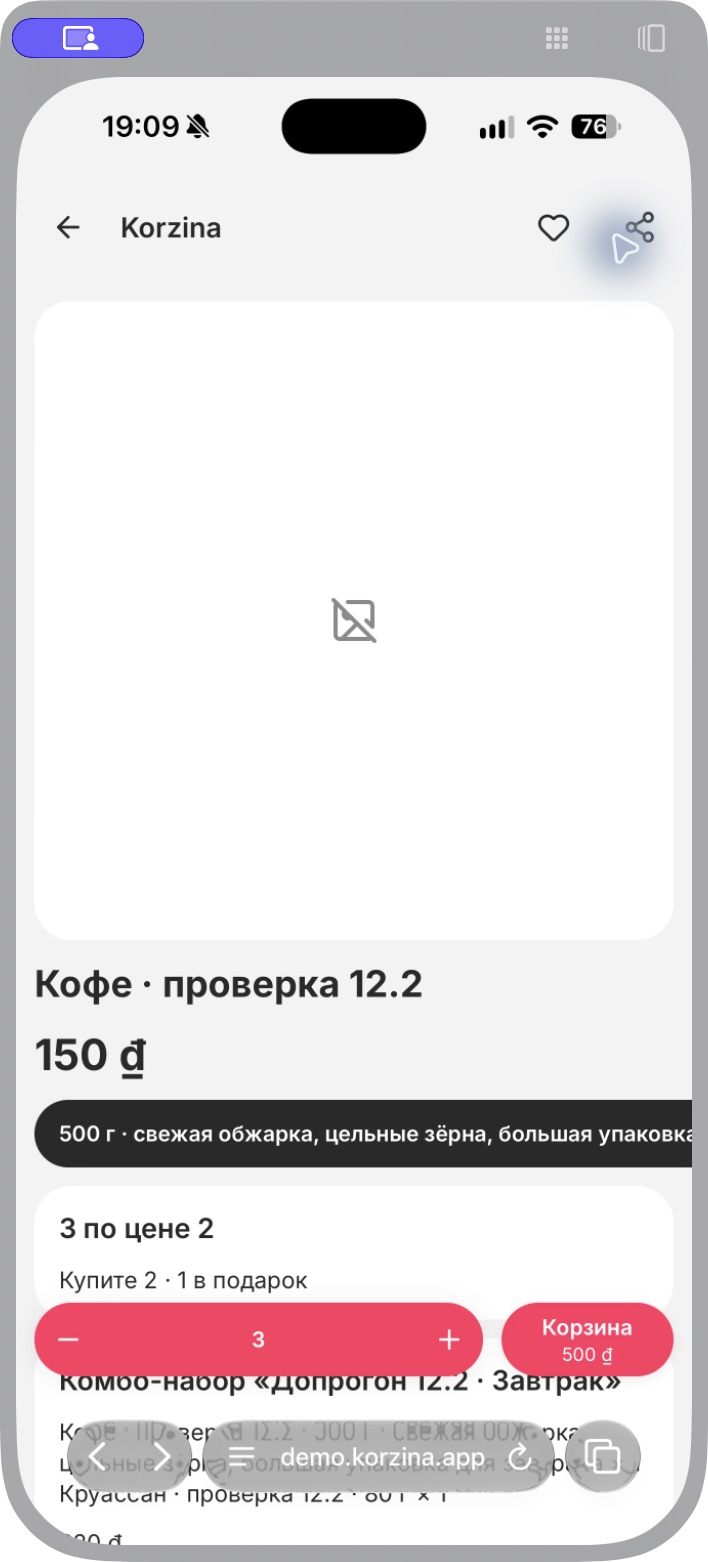 19:09
76
Korzina
Кофе · проверка 12.2
150 ₫
500 г · свежая обжарка, цельные зёрна, большая упаковка
3 по цене 2
Купите 2 · 1 в подарок
3
Корзина
500 ₫
Комбо-набор «Допрогон 12.2 · Завтрак»
demo.korzina.app
Круассан · проверка 12.2 · 80 г × 1